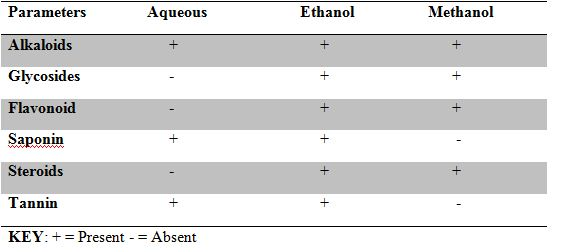 Parameters Aqueous Ethanol Methanol
Alkaloids + + +
Glycosides - + +
Flavonoid - + +
Saponin + + -
Steroids - + +
Tannin + + -
KEY: + = Present - = Absent